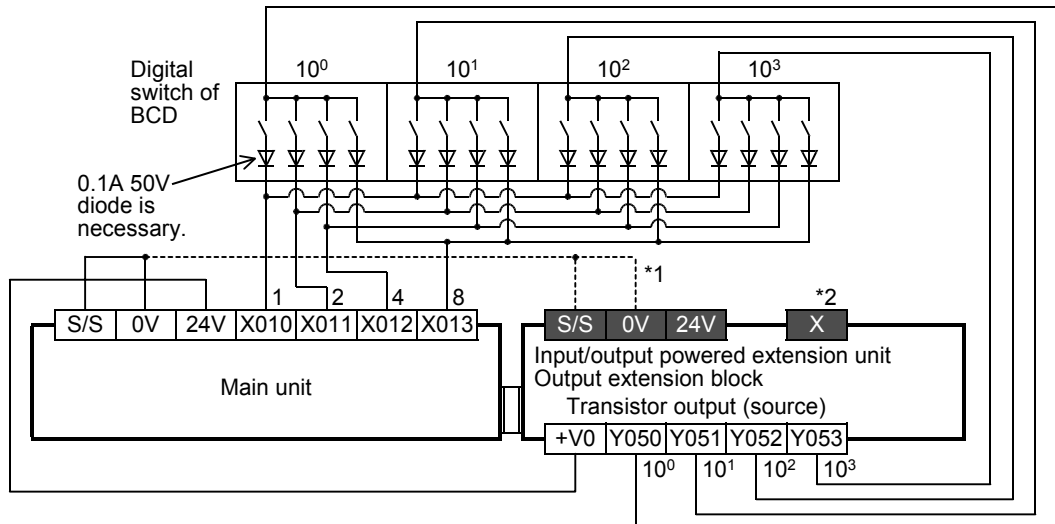 10⁰ 10¹ 10² 10³
Digital
switch of
BCD
0.1A 50V
diode is
necessary.
*1
1 2 4 8
*2
S/S 0V 24V X010 X011 X012 X013
S/S 0V 24V X
Main unit
Input/output powered extension unit
Output extension block
Transistor output (source)
+V0 Y050 Y051 Y052 Y053
10⁰ 10¹ 10² 10³